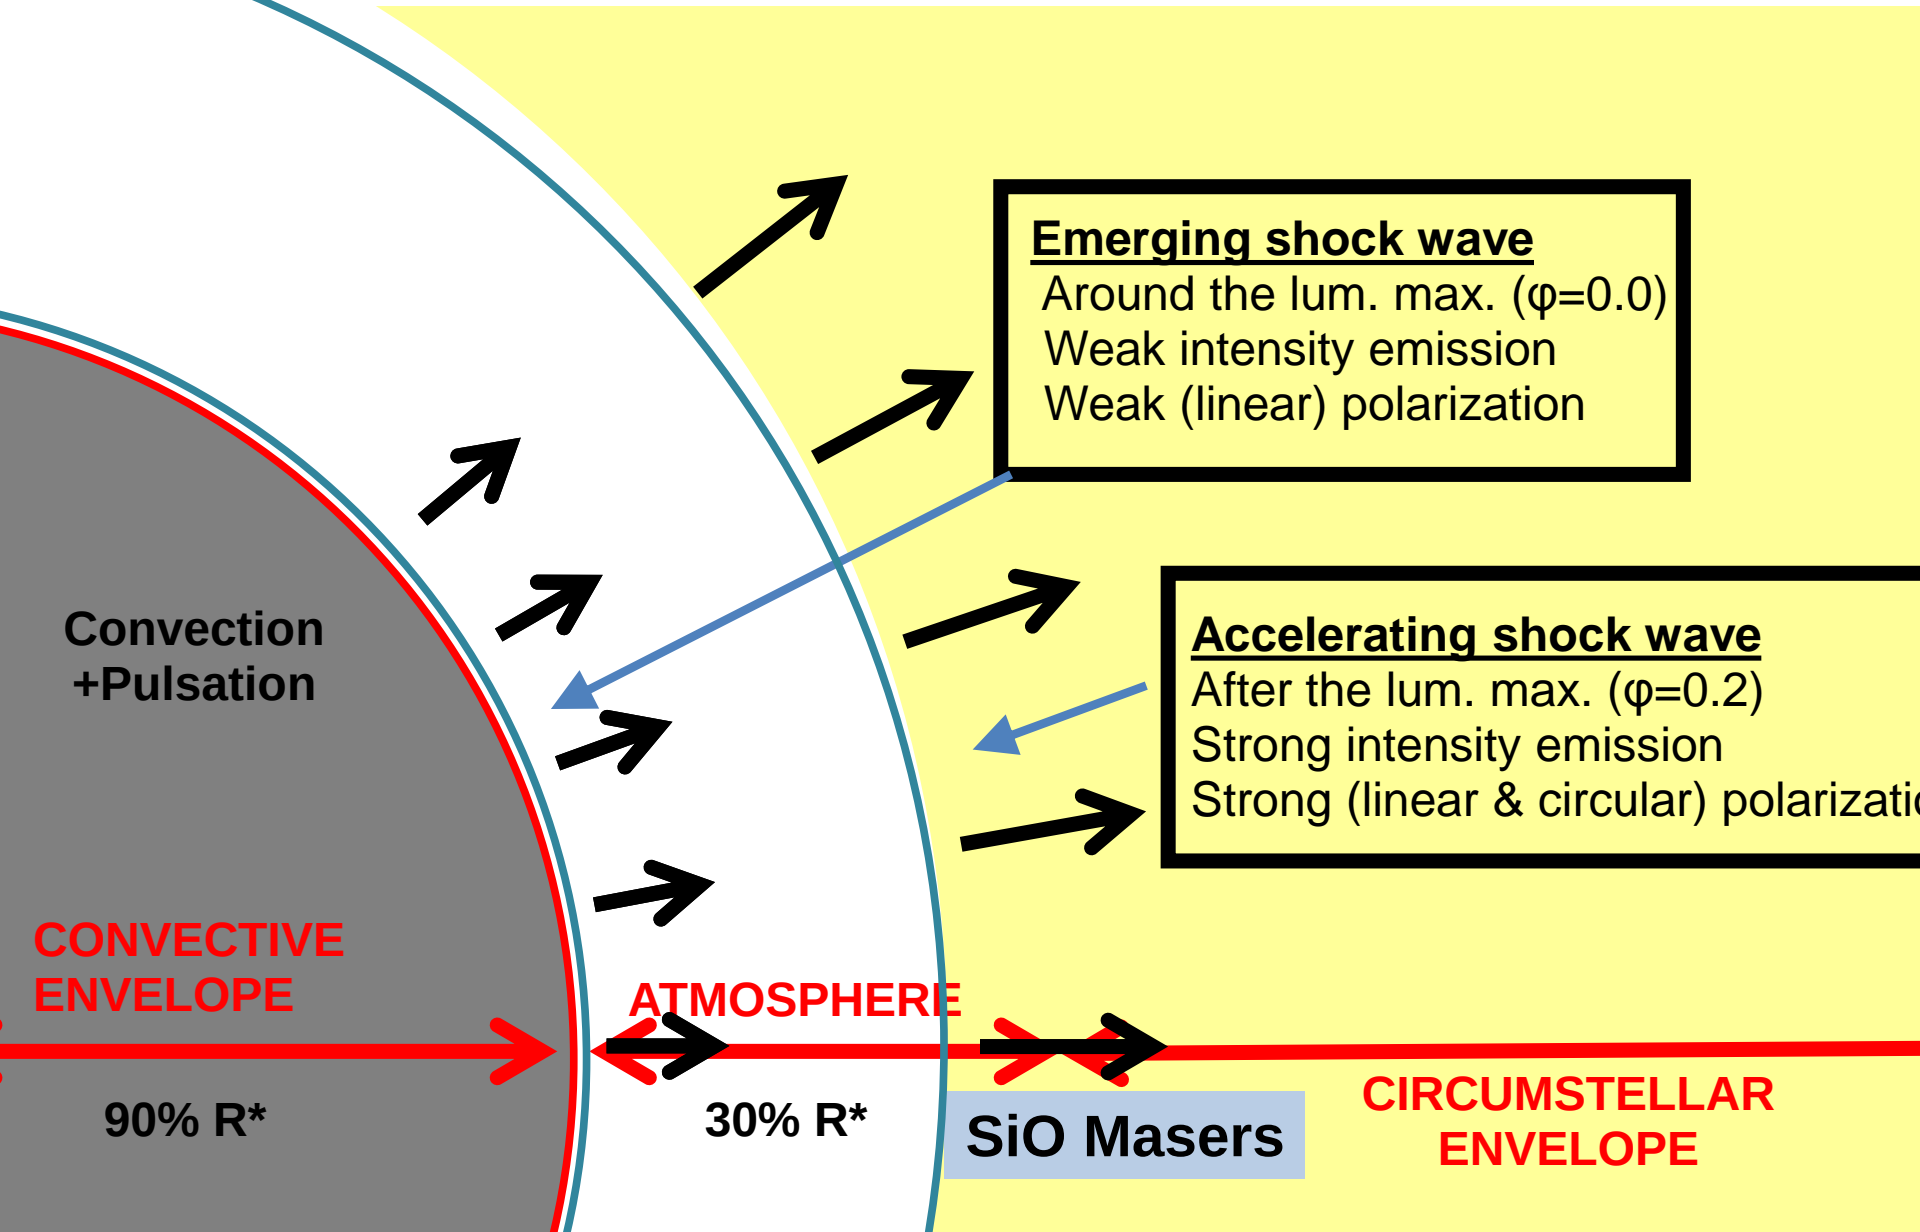 Emerging shock wave
Around the lum. max. (φ=0.0)
Weak intensity emission
Weak (linear) polarization
Convection
+Pulsation
Accelerating shock wave
After the lum. max. (φ=0.2)
Strong intensity emission
Strong (linear & circular)
CONVECTIVE
ENVELOPE
ATMOSPHERE
90% R*
30% R*
SiO Masers
CIRCUMSTELLAR
ENVELOPE